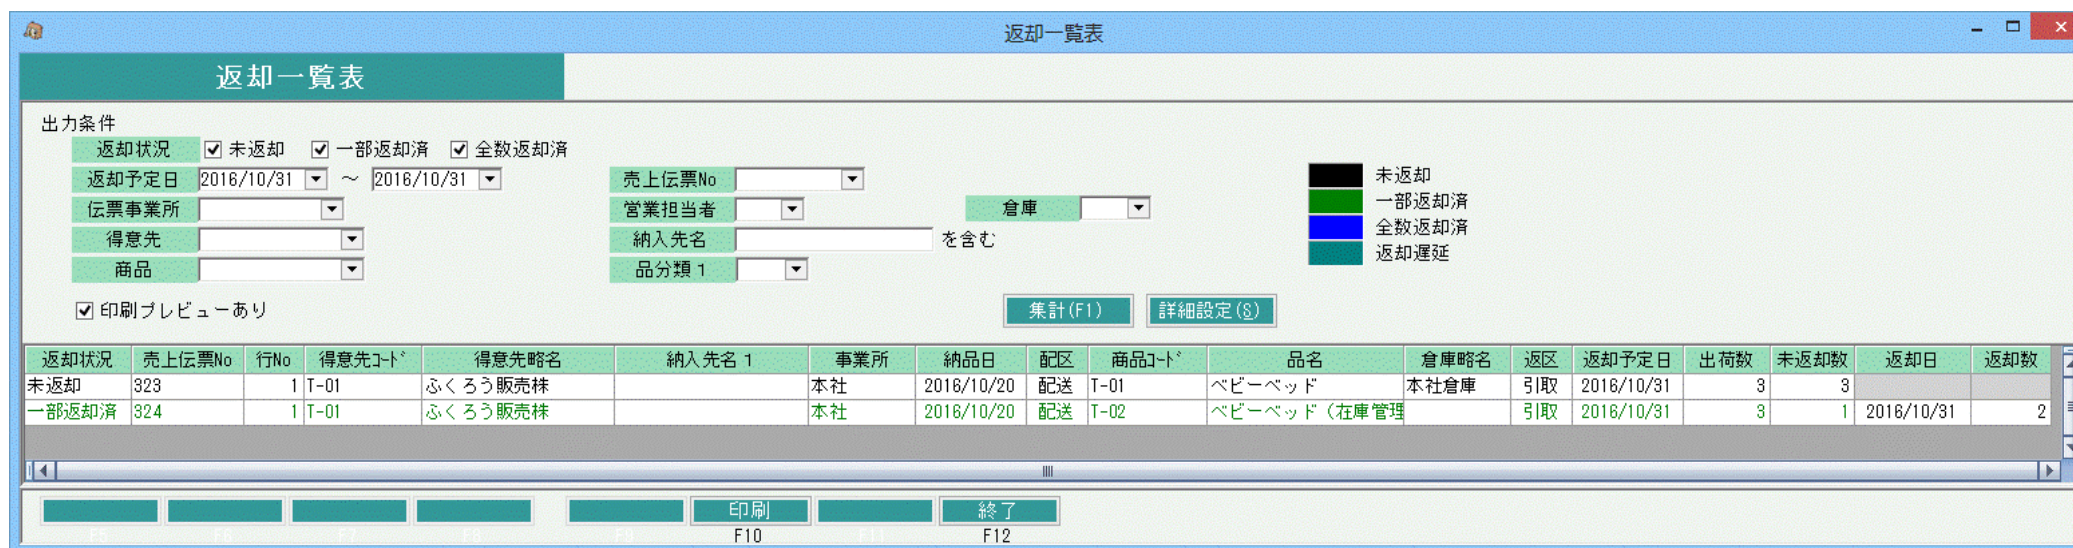 返却一覧表
返却一覧表
出力条件
返却状況 未返却 一部返却済 全数返却済
返却予定日 2016/10/31 ～ 2016/10/31 売上伝票No 未返却
伝票事業所 営業担当者 倉庫 一部返却済
得意先 納入先名 を含む 全数返却済
商品 品分類1 返却遅延
印刷プレビューあり 集計(F1) 詳細設定(S)
返却状況 売上伝票No 行No 得意先ｺｰﾄﾞ 得意先略名 納入先名1 事業所 納品日 配区 商品ｺｰﾄﾞ 品名 倉庫略名 返区 返却予定日 出荷数 未返却数 返却日 返却数
未返却 323 1 T-01 ふくろう販売株 本社 2016/10/20 配送 T-01 ベビーベッド 本社倉庫 引取 2016/10/31 3 3
一部返却済 324 1 T-01 ふくろう販売株 本社 2016/10/20 配送 T-02 ベビーベッド（在庫管理 引取 2016/10/31 3 1 2016/10/31 2
印刷 終了
F5 F6 F7 F8 F9 F10 F11 F12